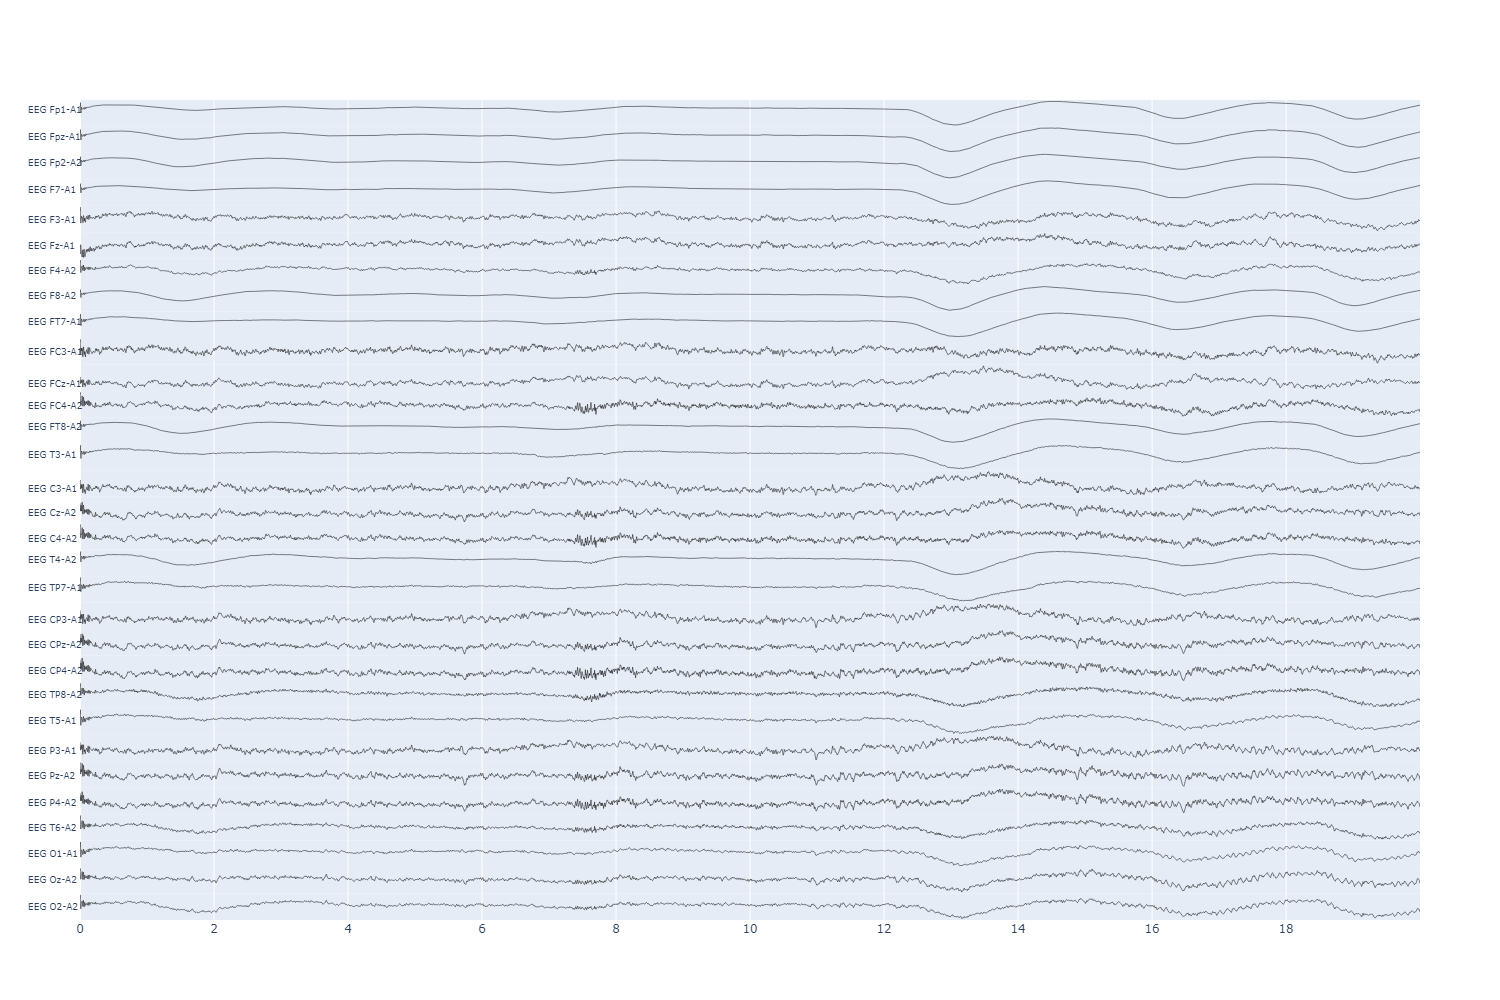 EEG Fp1-A1
EEG Fpz-A1
EEG Fp2-A2
EEG F7-A1
EEG F3-A1
EEG Fz-A1
EEG F4-A2
EEG F8-A2
EEG FT7-A1
EEG FC3-A1
EEG FCz-A1
EEG FC4-A2
EEG FT8-A2
EEG T3-A1
EEG C3-A1
EEG Cz-A2
EEG C4-A2
EEG T4-A2
EEG TP7-A1
EEG CP3-A1
EEG CPz-A2
EEG CP4-A2
EEG TP8-A2
EEG T5-A1
EEG P3-A1
EEG Pz-A2
EEG P4-A2
EEG T6-A2
EEG O1-A1
EEG Oz-A2
EEG O2-A2
0 2 4 6 8 10 12 14 16 18